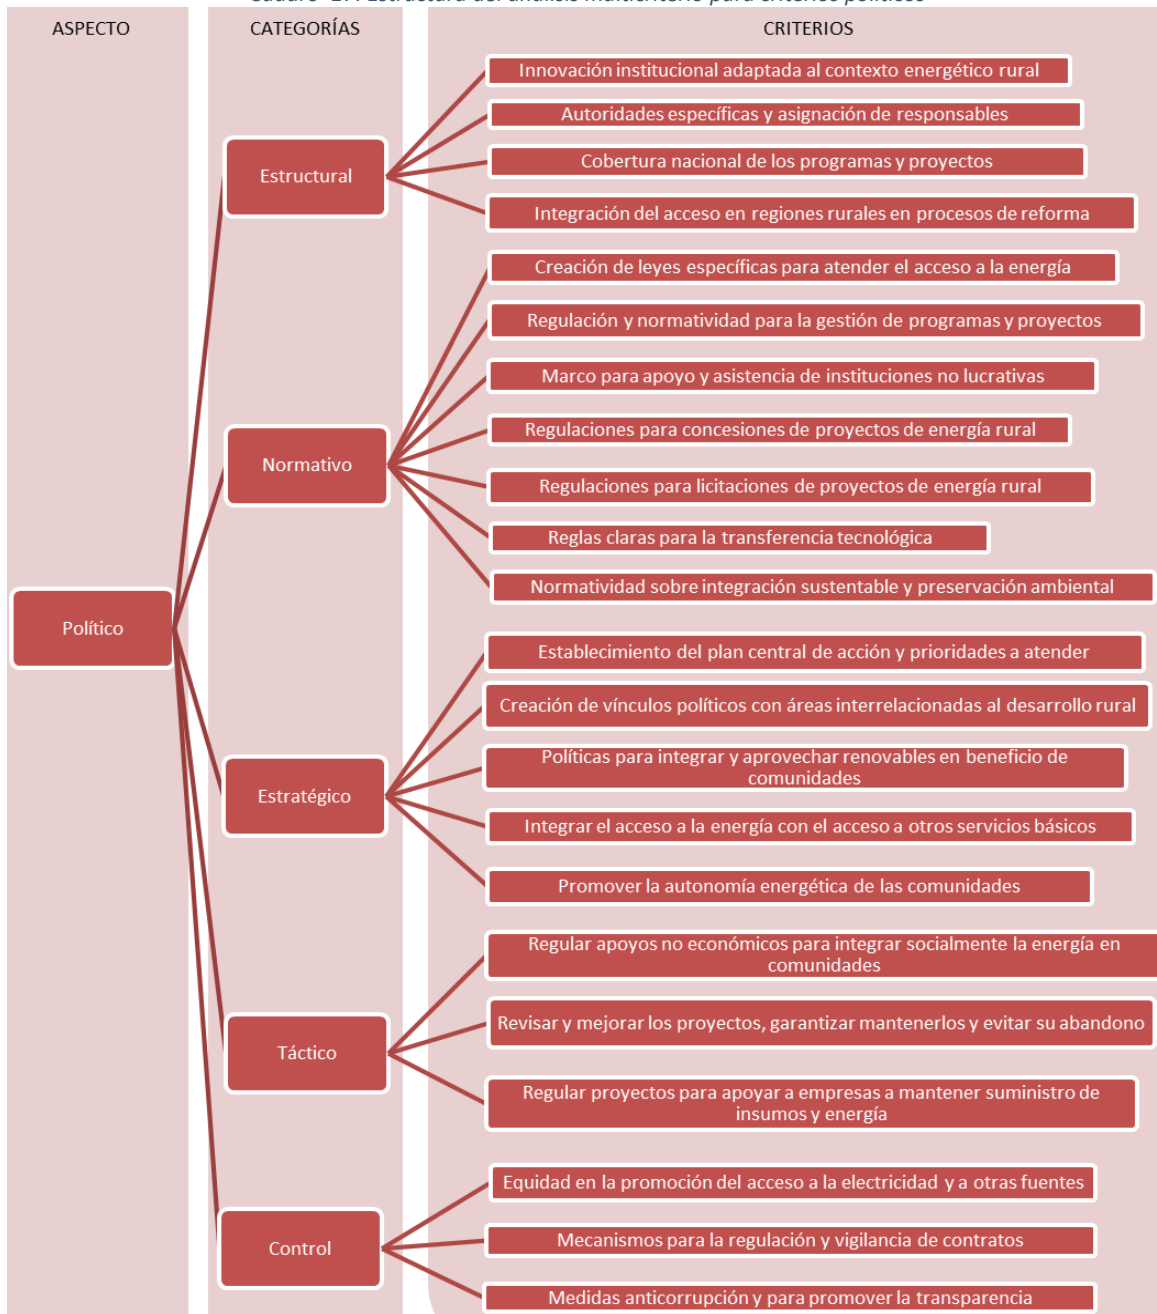 Estructura del análisis multicriterio para criterios políticos
ASPECTO
CATEGORÍAS
CRITERIOS
Político
Estructural
Innovación institucional adaptada al contexto energético rural
Autoridades específicas y asignación de responsables
Cobertura nacional de los programas y proyectos
Integración del acceso en regiones rurales en procesos de reforma
Normativo
Creación de leyes específicas para atender el acceso a la energía
Regulación y normatividad para la gestión de programas y proyectos
Marco para apoyo y asistencia de instituciones no lucrativas
Regulaciones para concesiones de proyectos de energía rural
Regulaciones para licitaciones de proyectos de energía rural
Reglas claras para la transferencia tecnológica
Normatividad sobre integración sustentable y preservación ambiental
Estratégico
Establecimiento del plan central de acción y prioridades a atender
Creación de vínculos políticos con áreas interrelacionadas al desarrollo rural
Políticas para integrar y aprovechar renovables en beneficio de
comunidades
Integrar el acceso a la energía con el acceso a otros servicios básicos
Promover la autonomía energética de las comunidades
Táctico
Regular apoyos no económicos para integrar socialmente la energía en
comunidades
Revisar y mejorar los proyectos, garantizar mantenerlos y evitar su abandono
Regular proyectos para apoyar a empresas a mantener suministro de
insumos y energía
Control
Equidad en la promoción del acceso a la electricidad y a otras fuentes
Mecanismos para la regulación y vigilancia de contratos
Medidas anticorrupción y para promover la transparencia